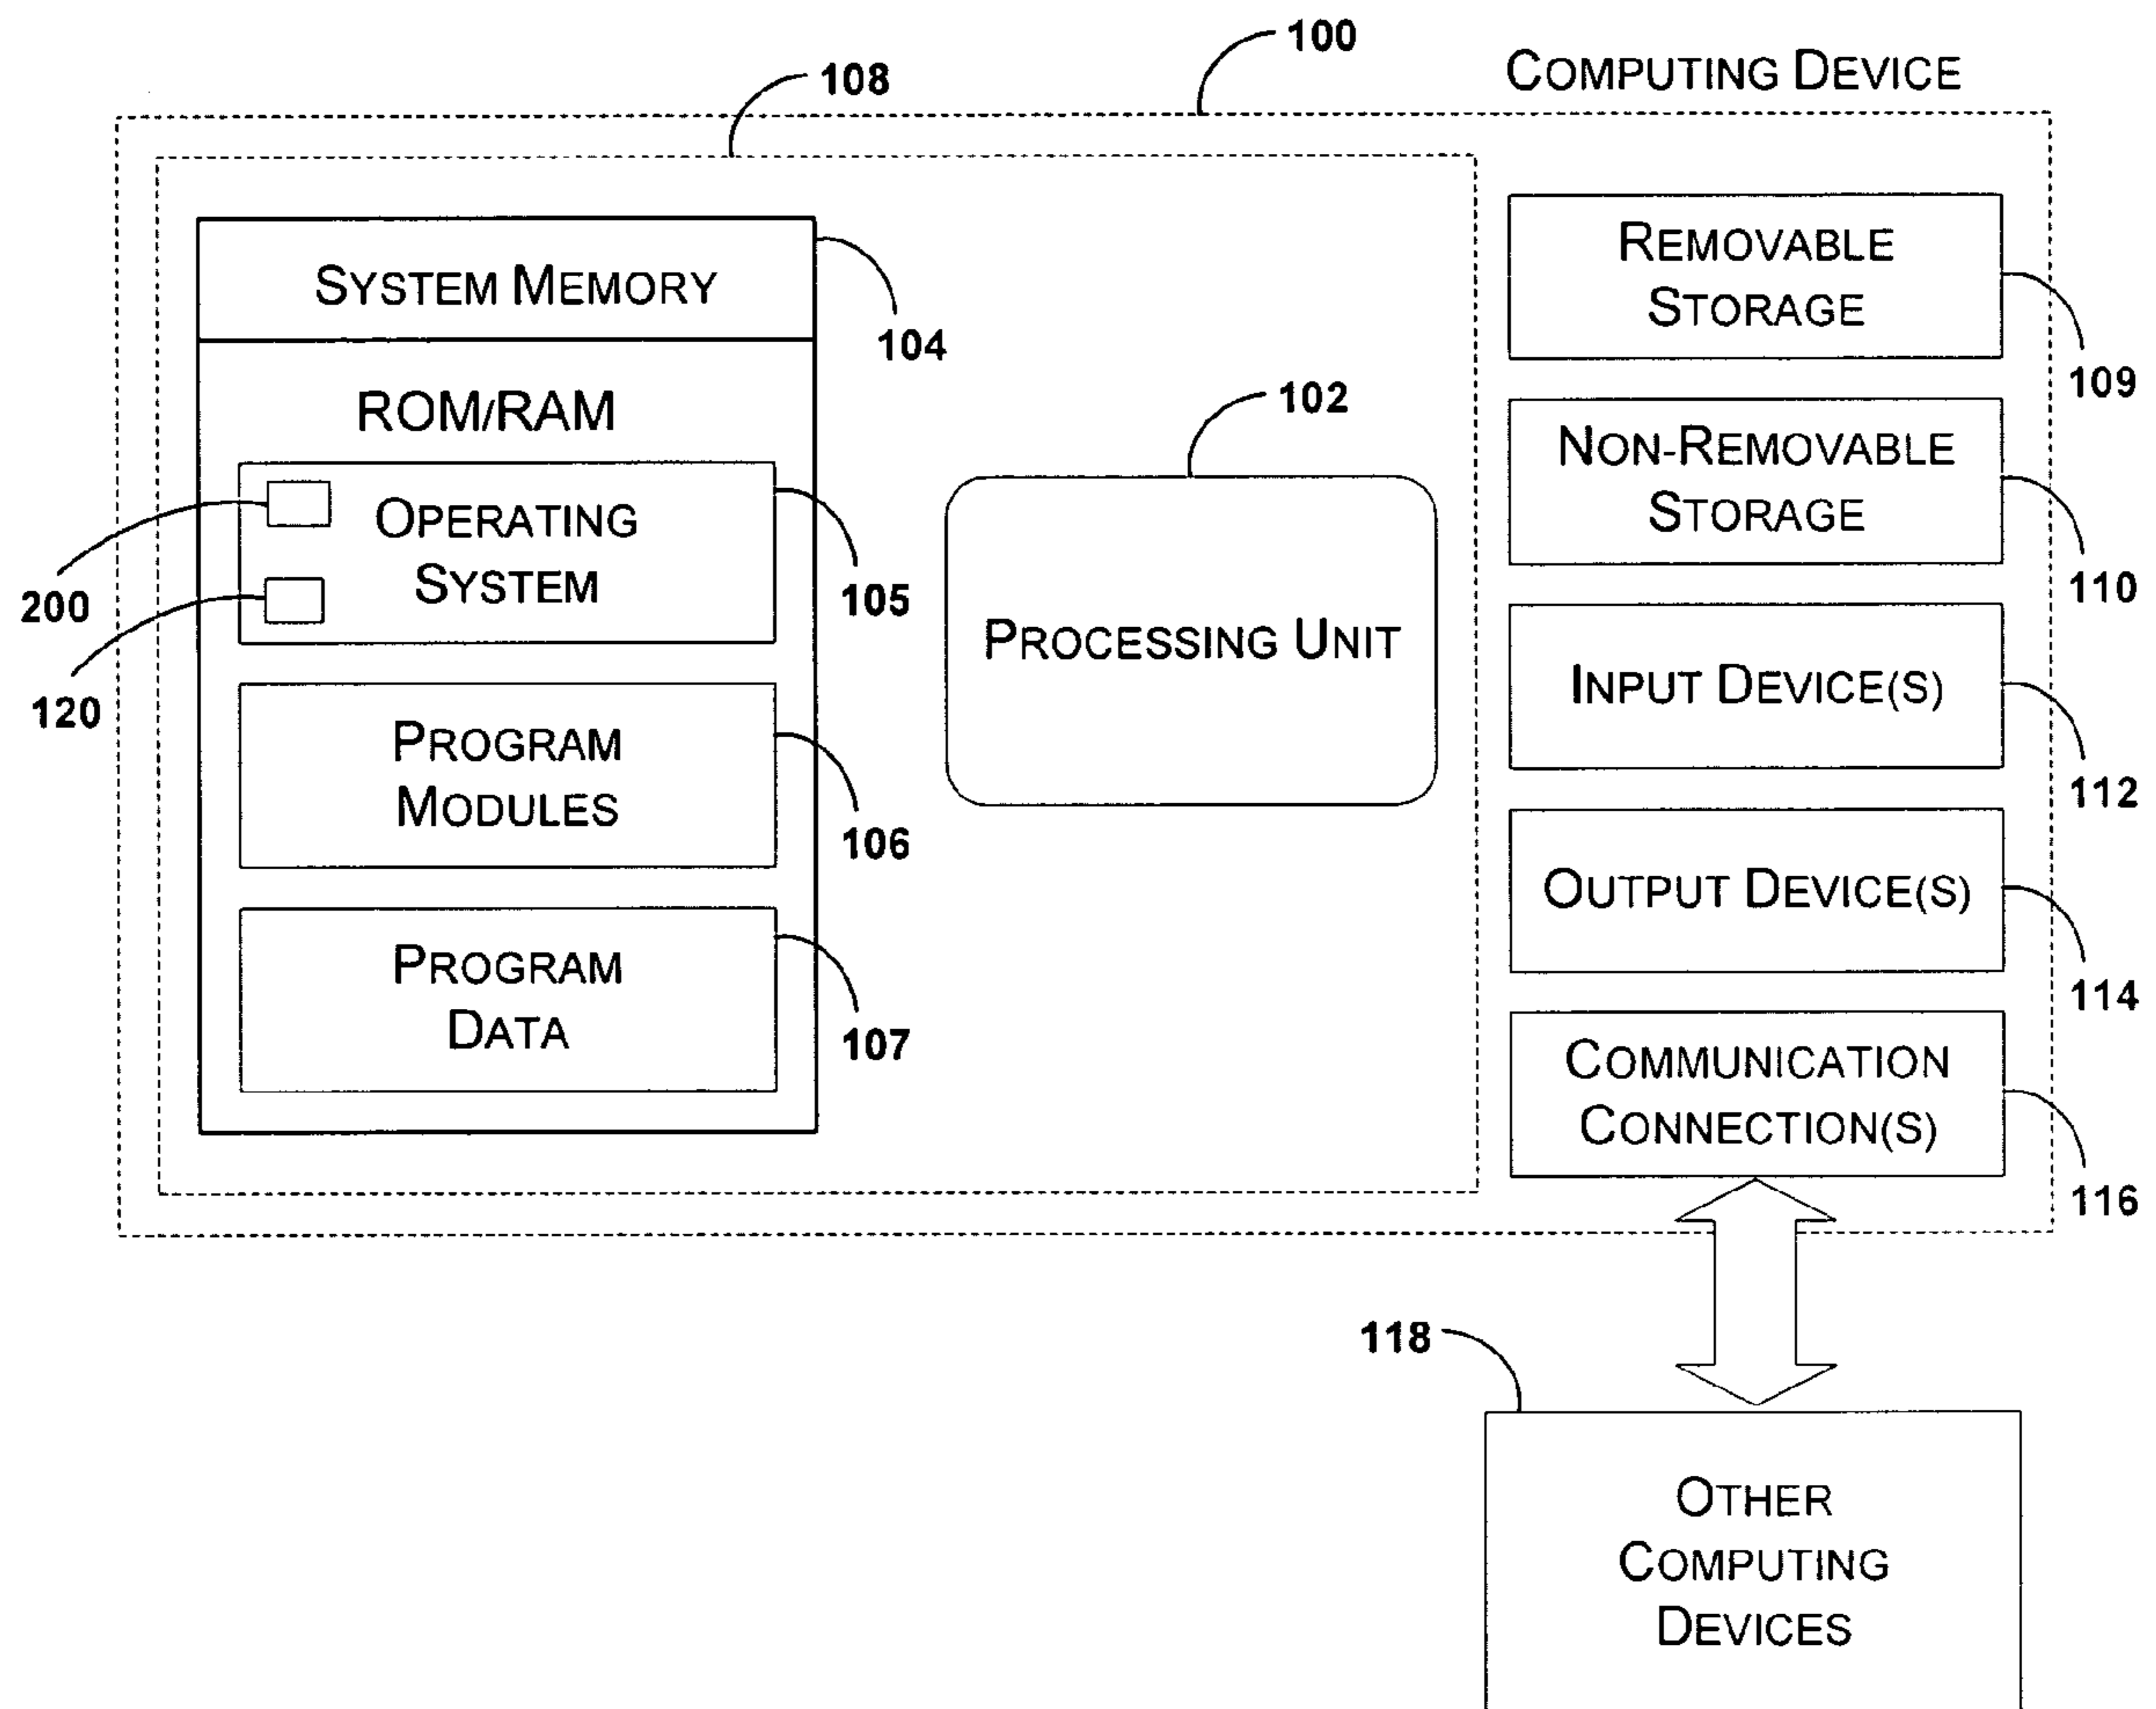 100
COMPUTING DEVICE
108
SYSTEM MEMORY
104
ROM/RAM
OPERATING
SYSTEM
200
105
120
PROGRAM
MODULES
106
PROGRAM
DATA
107
102
PROCESSING UNIT
REMOVABLE
STORAGE
109
NON-REMOVABLE
STORAGE
110
INPUT DEVICE(S)
112
OUTPUT DEVICE(S)
114
COMMUNICATION
CONNECTION(S)
116
118
OTHER
COMPUTING
DEVICES